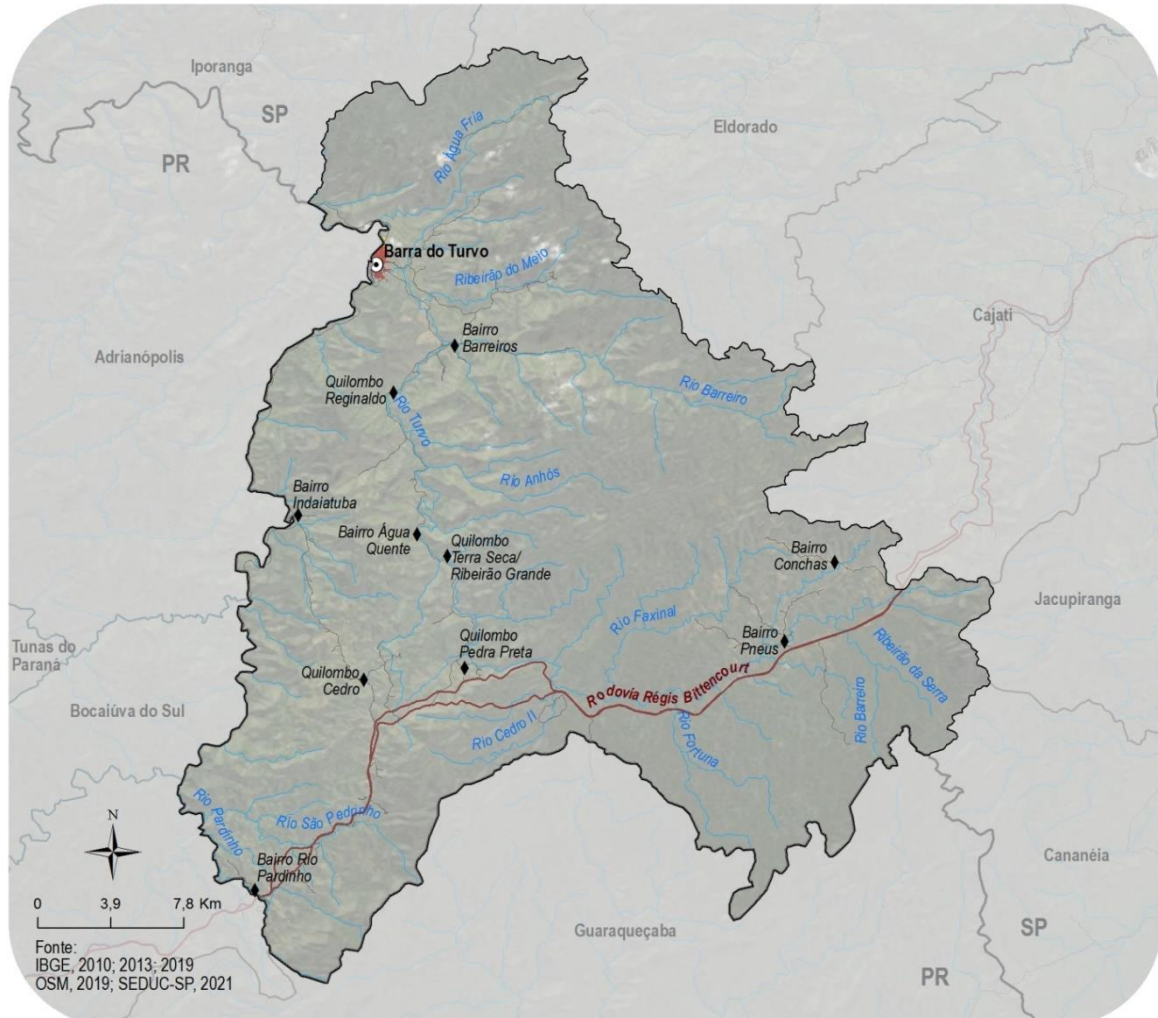 Iporanga
SP
PR
Eldorado
Rio Água Fria
Barra do Turvo
Ribeirão do Meio
Cajati
Bairro
Barreiros
Adrianópolis
Quilombo
Reginaldo
Rio Barreiro
Rio Turvo
Rio Anhós
Bairro
Indaiatuba
Bairro Água
Quente
Quilombo
Terra Seca/
Ribeirão Grande
Bairro
Conchas
Jacupiranga
Rio Faxinal
Tunas do
Paraná
Quilombo
Pedra Preta
Bairro
Pneus
Ribeirão da Serra
Quilombo
Cedro
Rodovia Régis Bittencourt
Bocaiúva do Sul
Rio Barreiro
Rio Cedro II
Rio Fortuna
Rio Pardinho
Rio São Pedrinho
N
Bairro Rio
Pardinho
Cananéia
0 3,9 7,8 Km
Guaraqueçaba
SP
PR
Fonte:
IBGE, 2010; 2013; 2019
OSM, 2019; SEDUC-SP, 2021